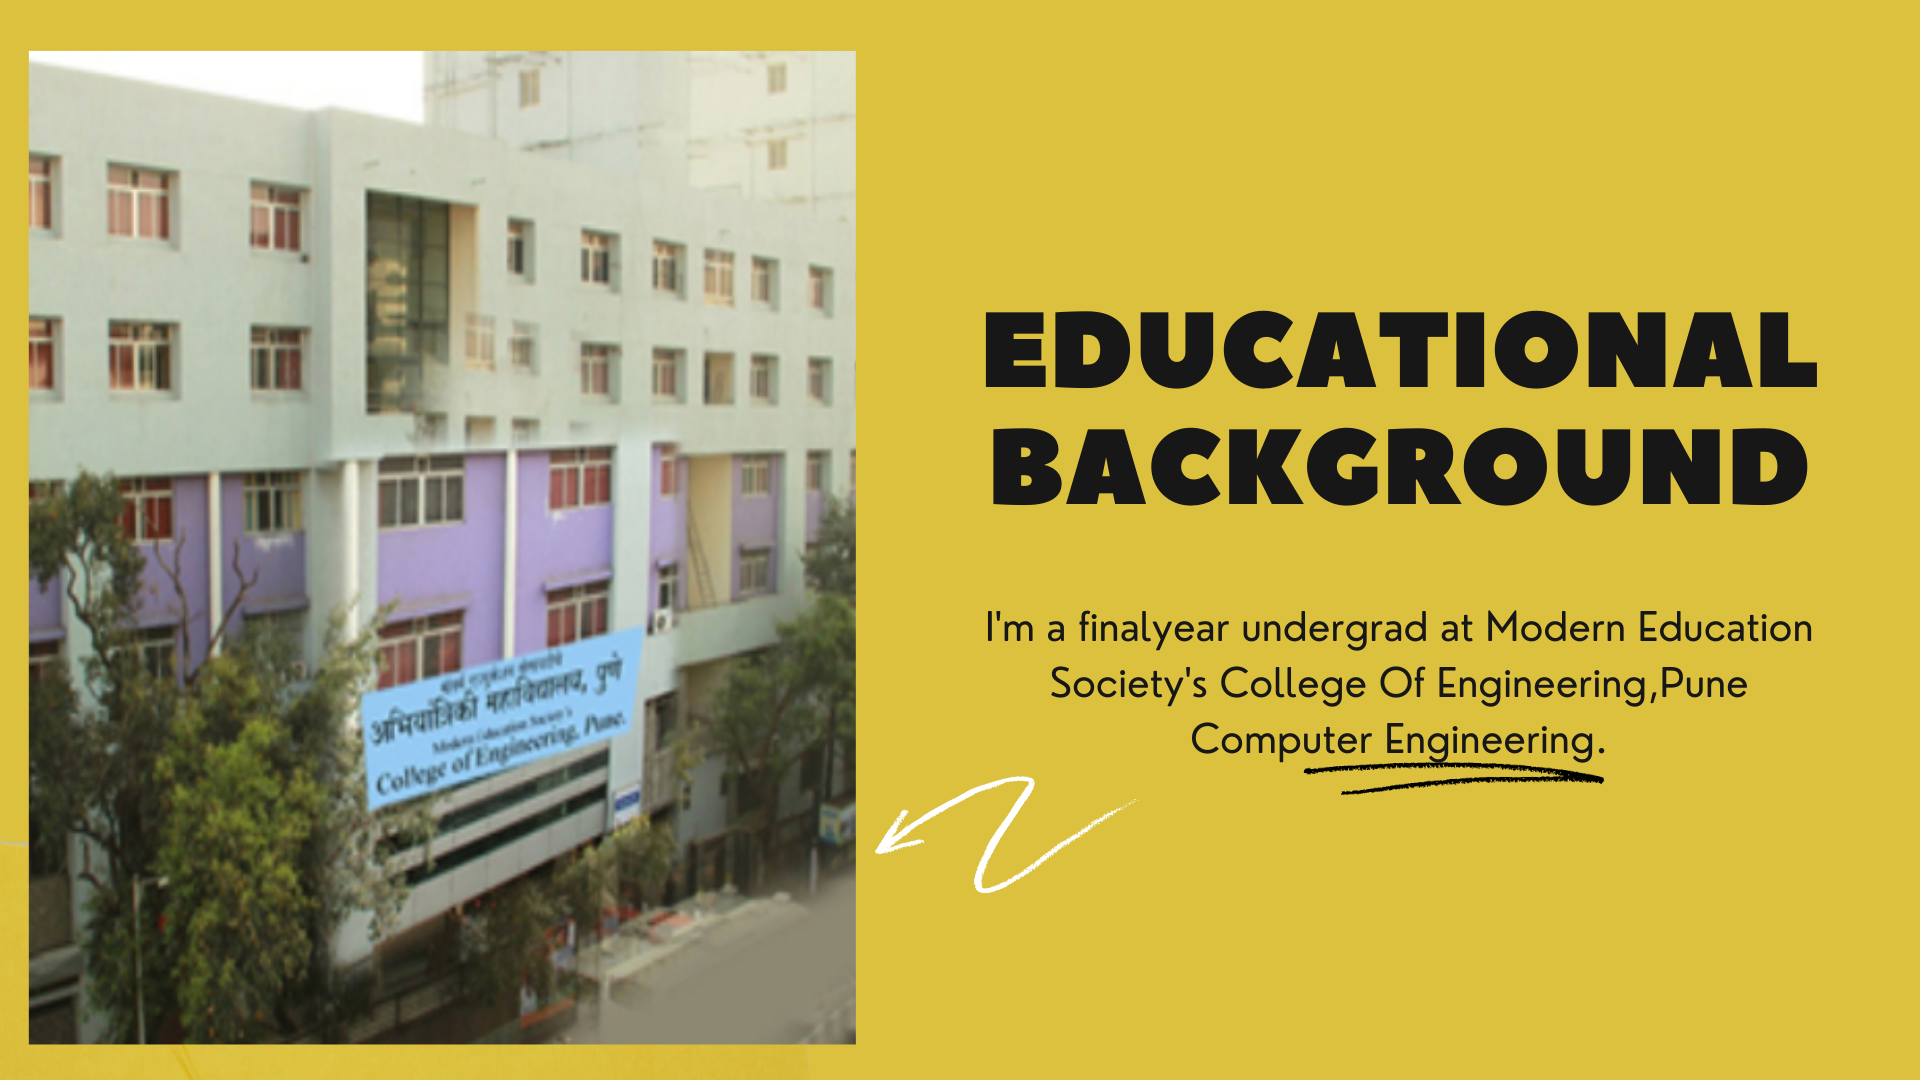 EDUCATIONAL
BACKGROUND
I'm a finalyear undergrad at Modern Education
Society's College Of Engineering,Pune
Computer Engineering.
अभियांत्रिकी महाविद्यालय, पुणे
Modern Education Society's
College of Engineering, Pune.